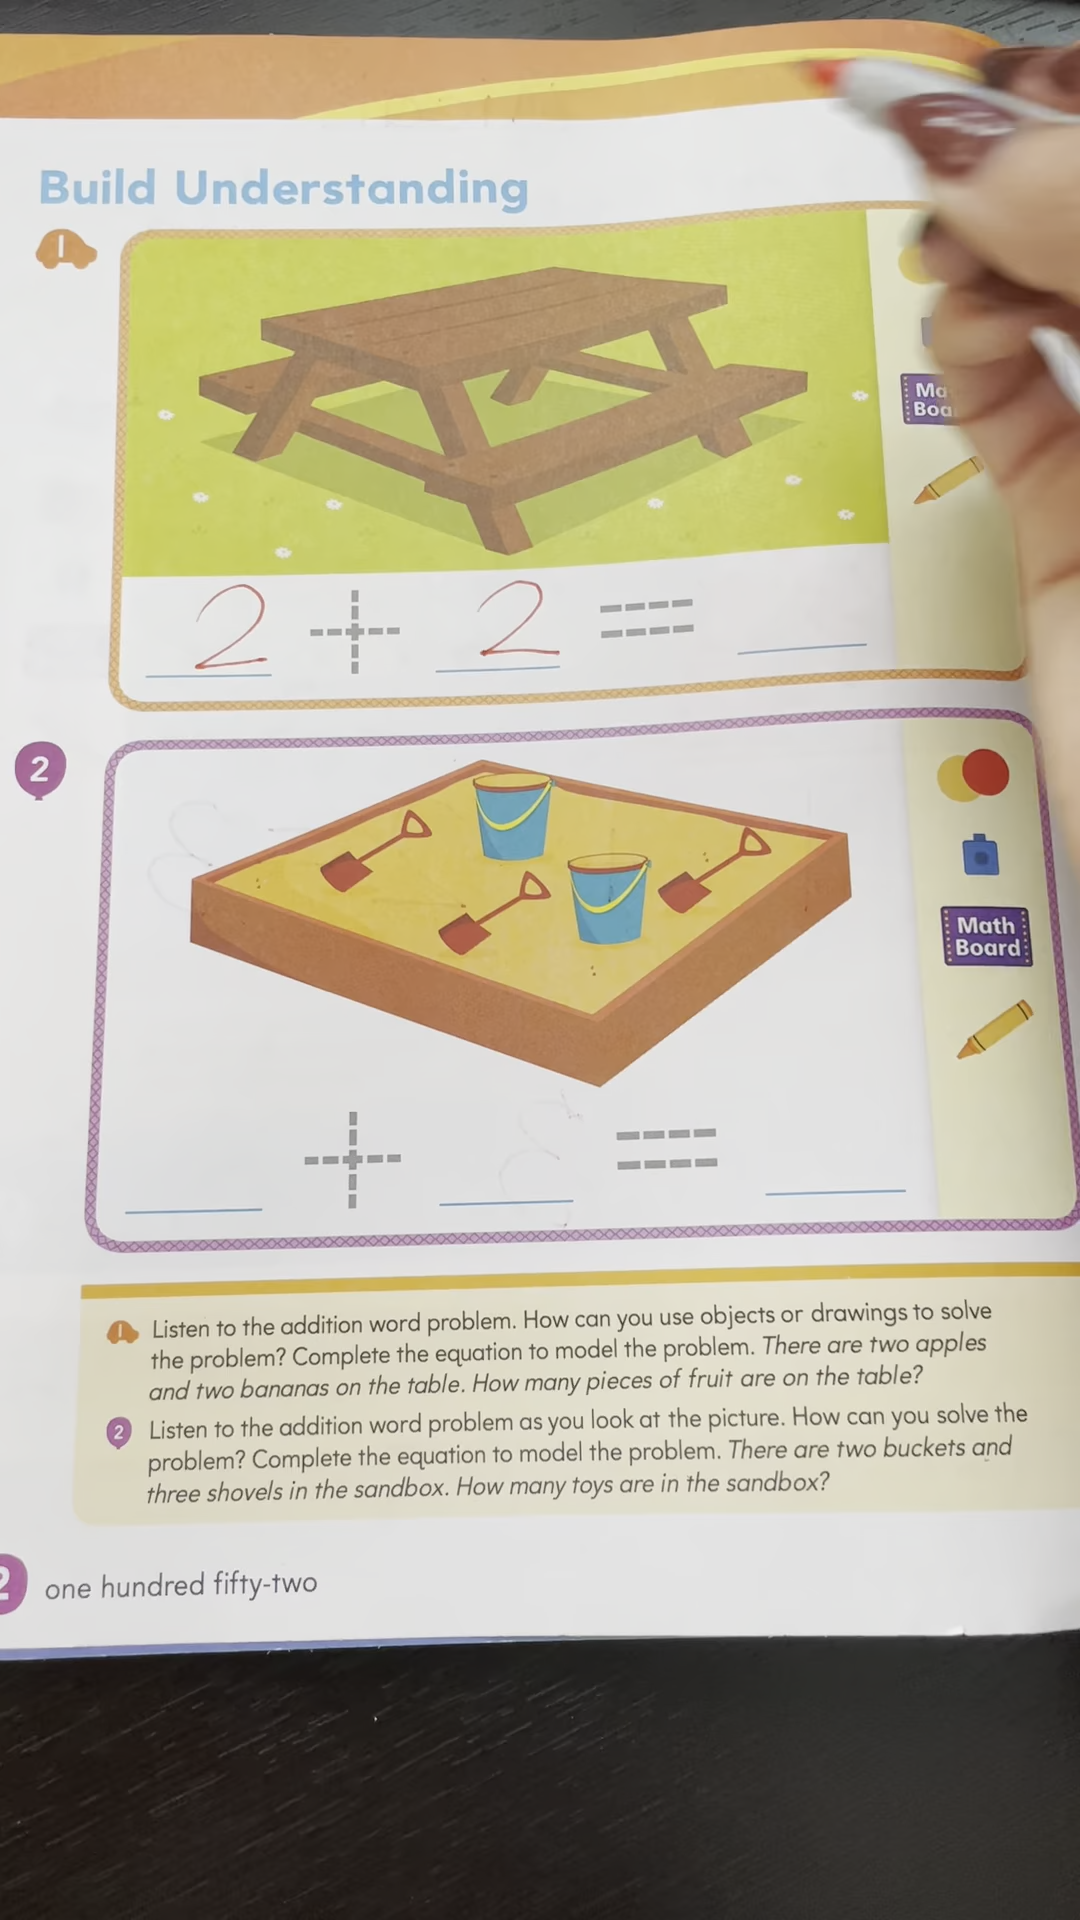 Build Understanding
1
Ma
Boa
2 + 2 =
2
Math
Board
+ =
1 Listen to the addition word problem. How can you use objects or drawings to solve
the problem? Complete the equation to model the problem. There are two apples
and two bananas on the table. How many pieces of fruit are on the table?
2 Listen to the addition word problem as you look at the picture. How can you solve the
problem? Complete the equation to model the problem. There are two buckets and
three shovels in the sandbox. How many toys are in the sandbox?
2 one hundred fifty-two